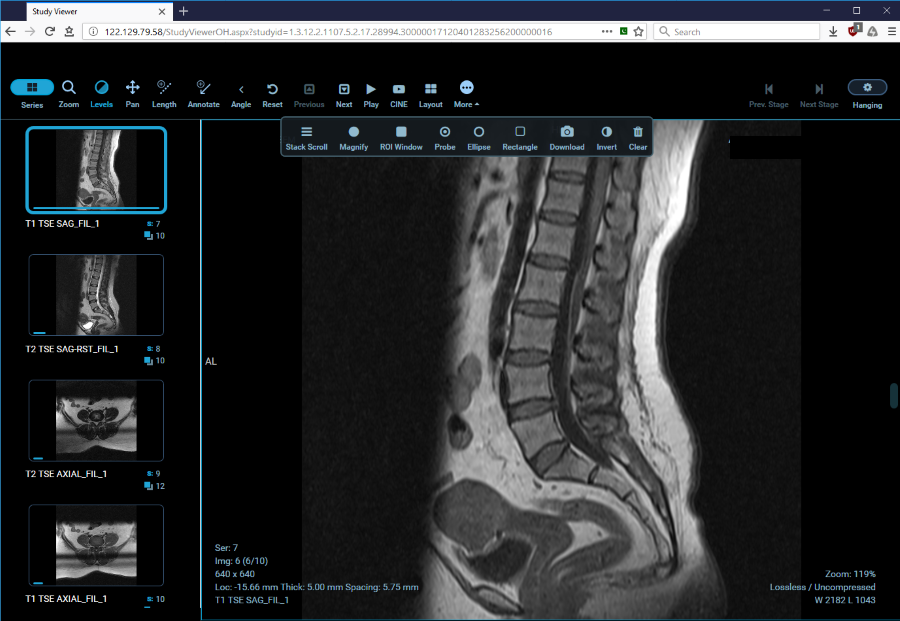 Study Viewer
122.129.79.58/StudyViewerOH.aspx?studyid=1.3.12.2.1107.5.2.17.28994.30000017120401283256200000016
Search
1
Series
Zoom
Levels
Pan
Length
Annotate
Angle
Reset
Previous
Next
Play
CINE
Layout
More
Prev. Stage
Next Stage
Hanging
Stack Scroll
Magnify
ROI Window
Probe
Ellipse
Rectangle
Download
Invert
Clear
T1 TSE SAG_FIL_1
S: 7
10
T2 TSE SAG-RST_FIL_1
S: 8
10
T2 TSE AXIAL_FIL_1
S: 9
12
T1 TSE AXIAL_FIL_1
S: 10
AL
Ser: 7
Img: 6 (6/10)
640 x 640
Loc: -15.66 mm Thick: 5.00 mm Spacing: 5.75 mm
T1 TSE SAG_FIL_1
Zoom: 119%
Lossless / Uncompressed
W 2182 L 1043